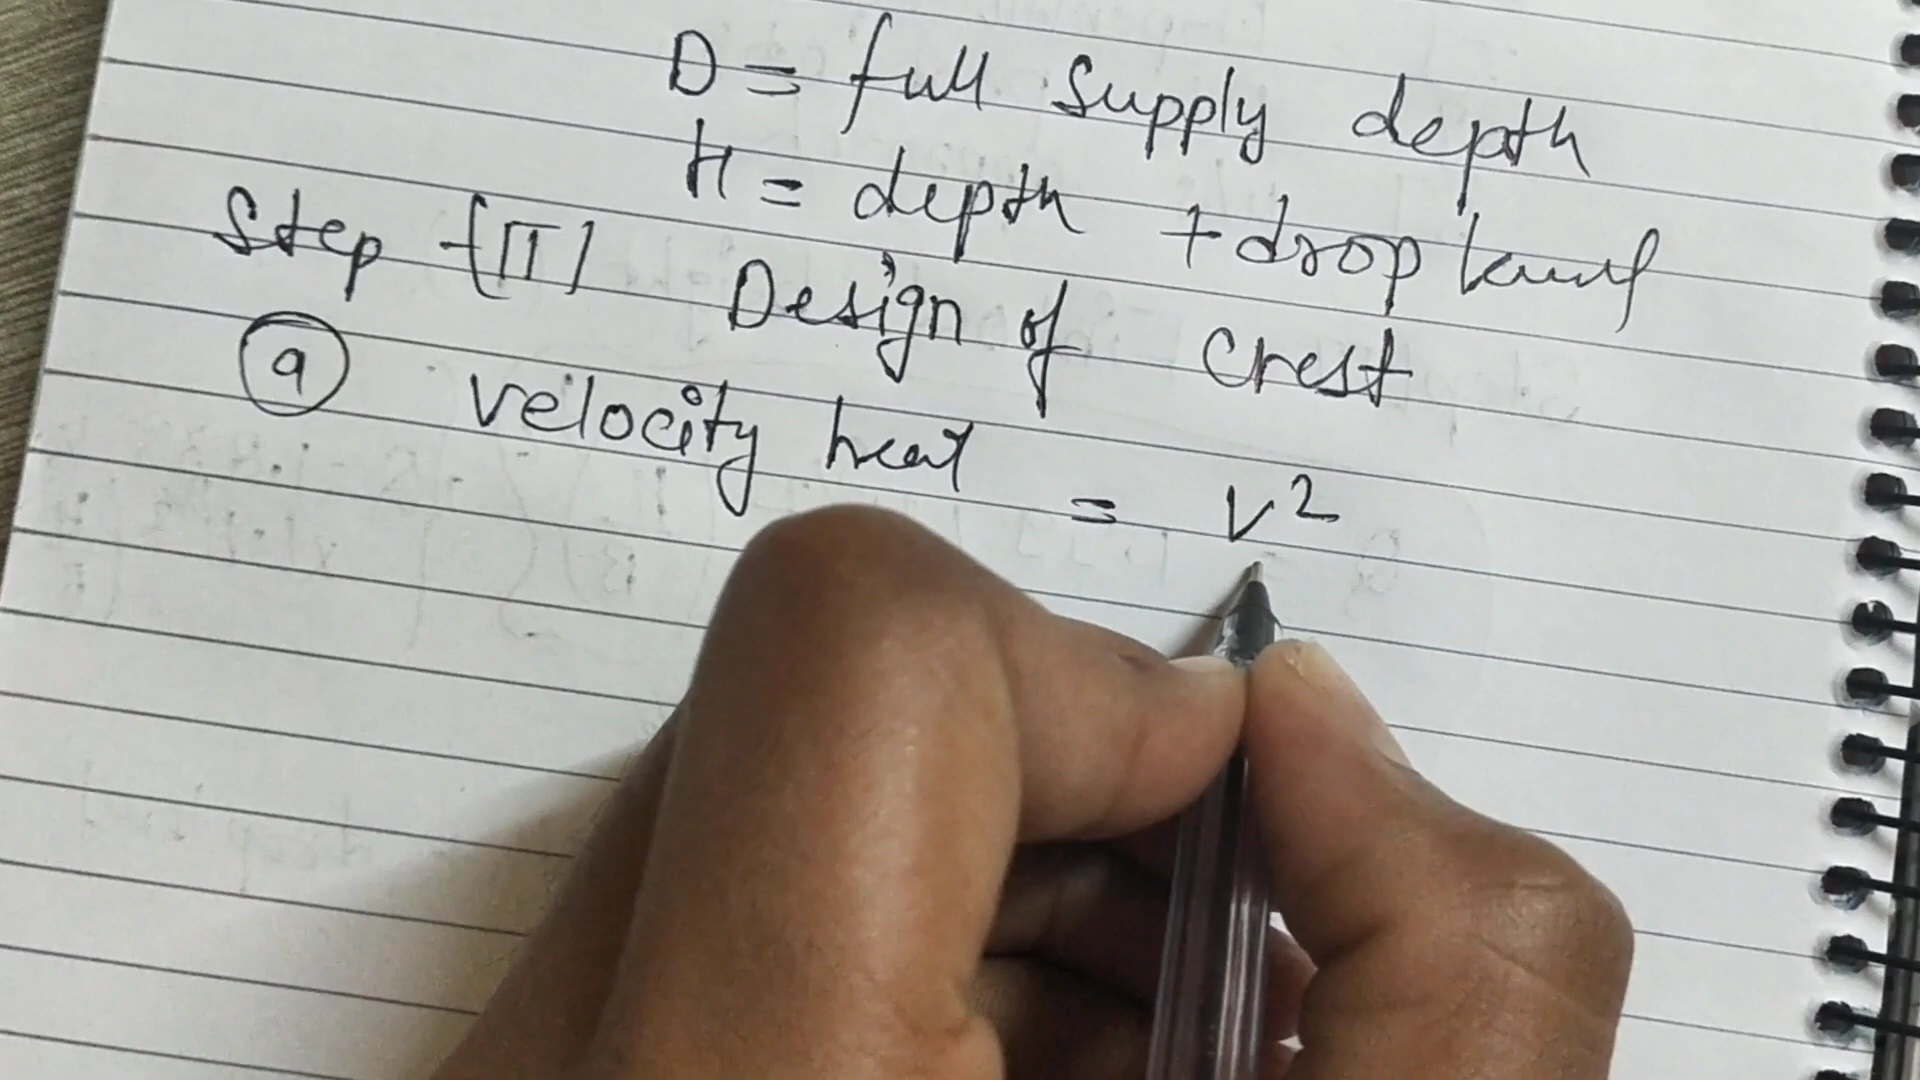 D = full supply depth
H = depth + drop
Step - [II] Design of crest
(a) velocity head = V²